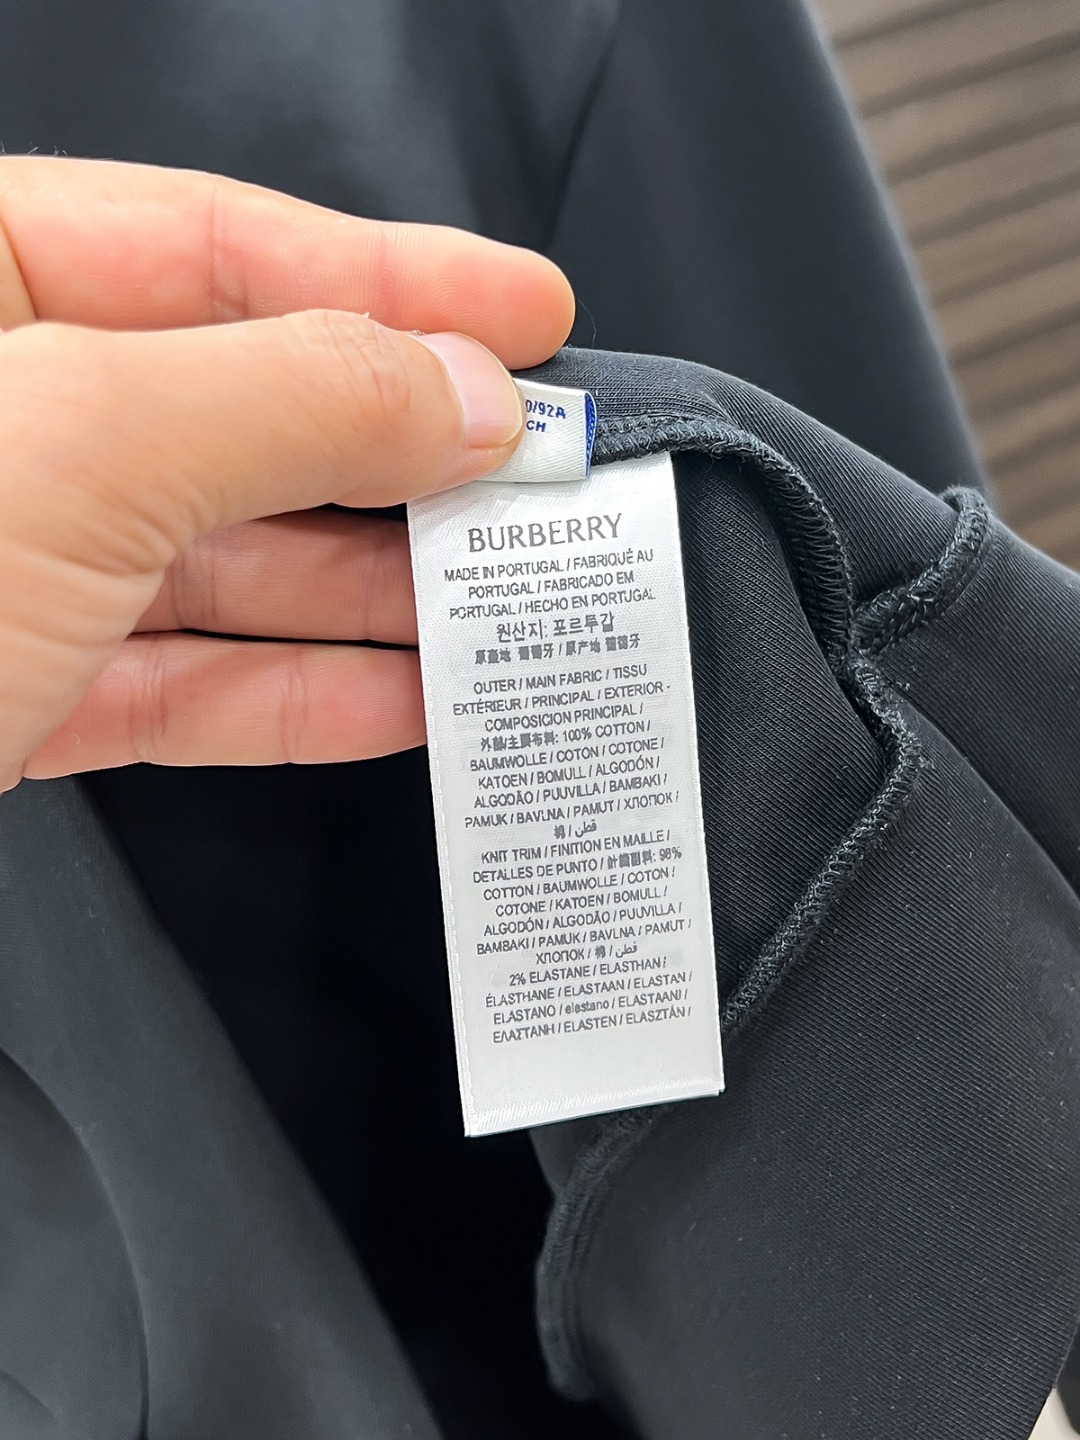 0/92A
CH
BURBERRY
MADE IN PORTUGAL / FABRIQUÉ AU
PORTUGAL / FABRICADO EM
PORTUGAL / HECHO EN PORTUGAL
원산지: 포르투갈
原產地 葡萄牙 / 原产地 葡萄牙
OUTER / MAIN FABRIC / TISSU
EXTÉRIEUR / PRINCIPAL / EXTERIOR -
COMPOSICION PRINCIPAL /
外部/主要布料: 100% COTTON /
BAUMWOLLE / COTON / COTONE /
KATOEN / BOMULL / ALGODÓN /
ALGODÃO / PUUVILLA / BAMBAKI /
PAMUK / BAVLNA / PAMUT / ХЛОПОК /
棉 / قطن
KNIT TRIM / FINITION EN MAILLE /
DETALLES DE PUNTO / 針織副料: 98%
COTTON / BAUMWOLLE / COTON /
COTONE / KATOEN / BOMULL /
ALGODÓN / ALGODÃO / PUUVILLA /
BAMBAKI / PAMUK / BAVLNA / PAMUT /
ХЛОПОК / 棉 / قطن
2% ELASTANE / ELASTHAN /
ÉLASTHANE / ELASTAAN / ELASTAN /
ELASTANO / elastano / ELASTAANI /
ΕΛΑΣΤΑΝΗ / ELASTEN / ELASZTÁN /